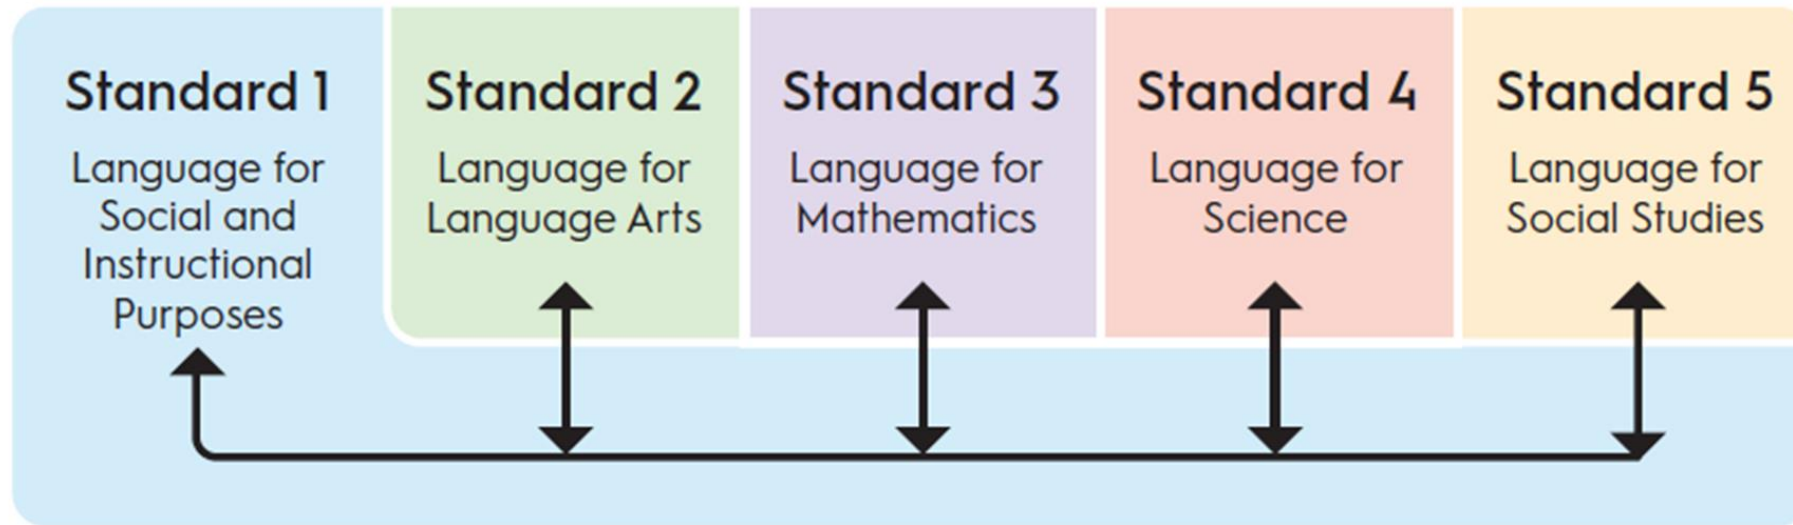 Standard 1
Language for
Social and
Instructional
Purposes
Standard 2
Language for
Language Arts
Standard 3
Language for
Mathematics
Standard 4
Language for
Science
Standard 5
Language for
Social Studies